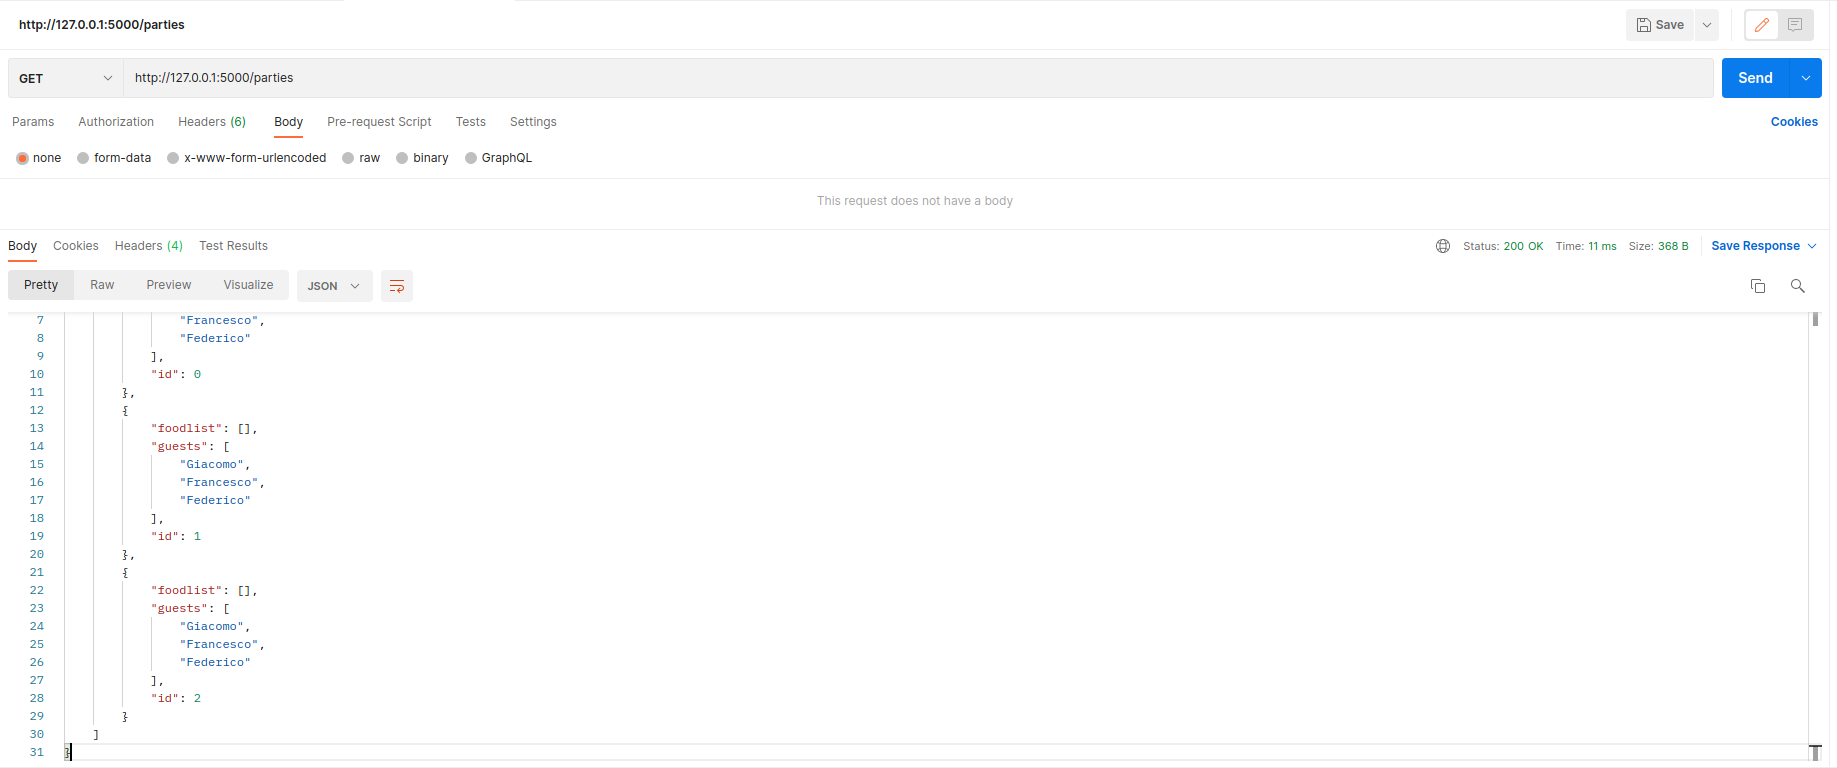 http://127.0.0.1:5000/parties
Save
GET
http://127.0.0.1:5000/parties
Send
Params Authorization Headers (6) Body Pre-request Script Tests Settings Cookies
none form-data x-www-form-urlencoded raw binary GraphQL
This request does not have a body
Body Cookies Headers (4) Test Results Status: 200 OK Time: 11 ms Size: 368 B Save Response
Pretty Raw Preview Visualize JSON
7 "Francesco",
8 "Federico"
9 ],
10 "id": 0
11 },
12 {
13 "foodlist": [],
14 "guests": [
15 "Giacomo",
16 "Francesco",
17 "Federico"
18 ],
19 "id": 1
20 },
21 {
22 "foodlist": [],
23 "guests": [
24 "Giacomo",
25 "Francesco",
26 "Federico"
27 ],
28 "id": 2
29 }
30 ]
31 }